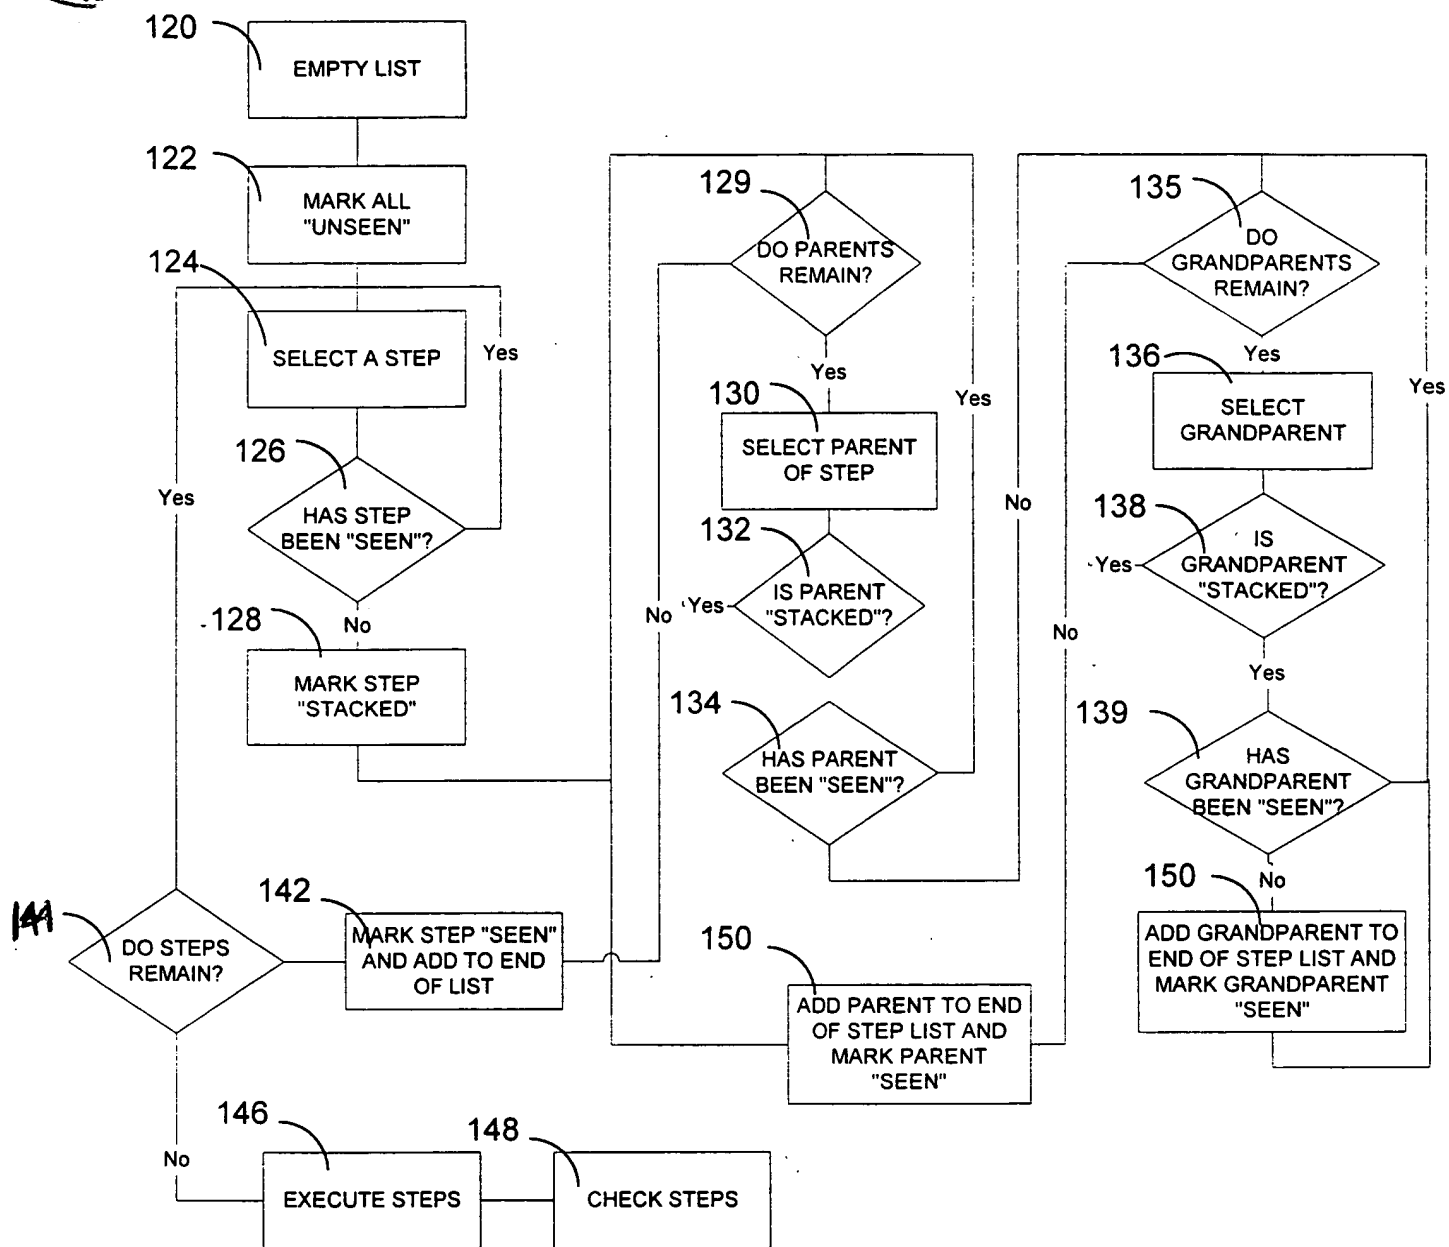 120
EMPTY LIST
122
MARK ALL
"UNSEEN"
124
SELECT A STEP
Yes
126
HAS STEP
BEEN "SEEN"?
Yes
No
128
MARK STEP
"STACKED"
129
DO PARENTS
REMAIN?
Yes
130
SELECT PARENT
OF STEP
Yes
132
IS PARENT
"STACKED"?
Yes
No
134
HAS PARENT
BEEN "SEEN"?
No
135
DO
GRANDPARENTS
REMAIN?
Yes
136
SELECT
GRANDPARENT
Yes
138
IS
GRANDPARENT
"STACKED"?
Yes
No
Yes
139
HAS
GRANDPARENT
BEEN "SEEN"?
No
150
ADD GRANDPARENT TO
END OF STEP LIST AND
MARK GRANDPARENT
"SEEN"
144
DO STEPS
REMAIN?
142
MARK STEP "SEEN"
AND ADD TO END
OF LIST
150
ADD PARENT TO END
OF STEP LIST AND
MARK PARENT
"SEEN"
No
146
EXECUTE STEPS
148
CHECK STEPS